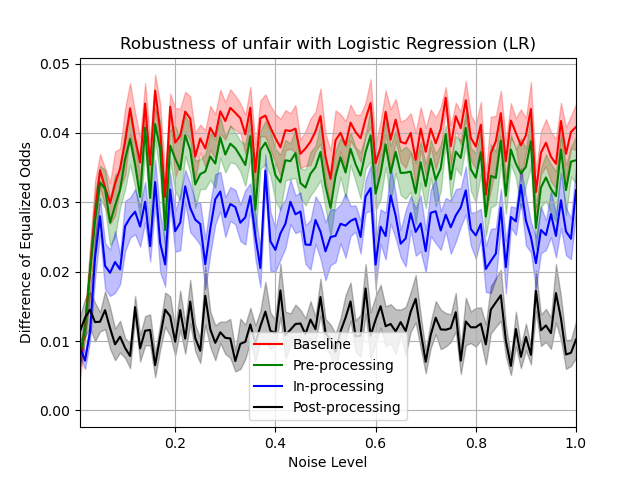 Robustness of unfair with Logistic Regression (LR)
0.05
0.04
0.03
0.02
0.01
0.00
Difference of Equalized Odds
Baseline
Pre-processing
In-processing
Post-processing
0.2 0.4 0.6 0.8 1.0
Noise Level